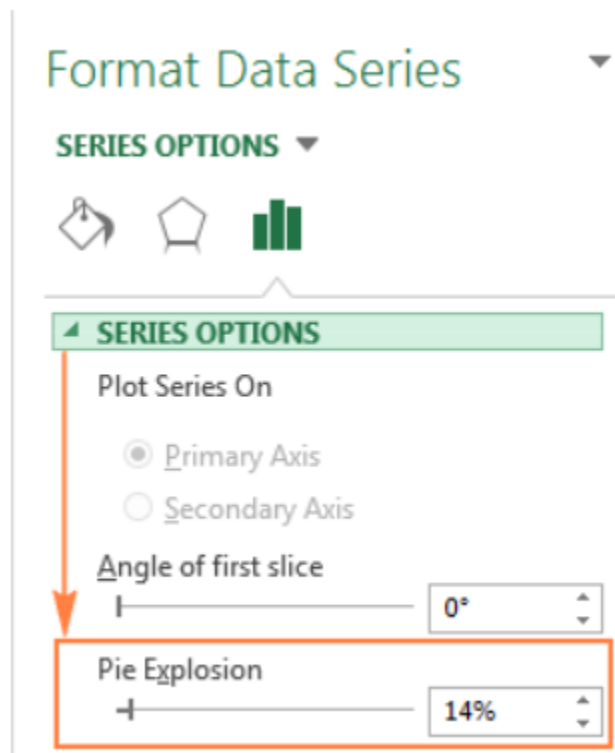 Format Data Series
SERIES OPTIONS
SERIES OPTIONS
Plot Series On
Primary Axis
Secondary Axis
Angle of first slice
0°
Pie Explosion
14%